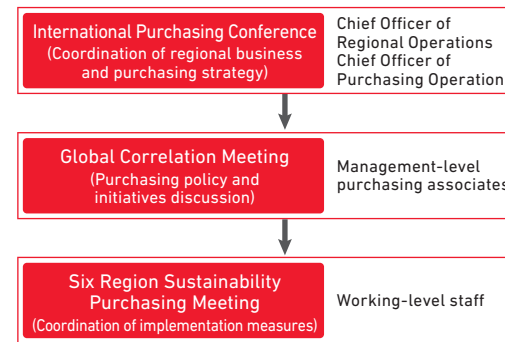 International Purchasing Conference
(Coordination of regional business
and purchasing strategy)
Chief Officer of
Regional Operations
Chief Officer of
Purchasing Operation
Global Correlation Meeting
(Purchasing policy and
initiatives discussion)
Management-level
purchasing associates
Six Region Sustainability
Purchasing Meeting
(Coordination of implementation measures)
Working-level staff